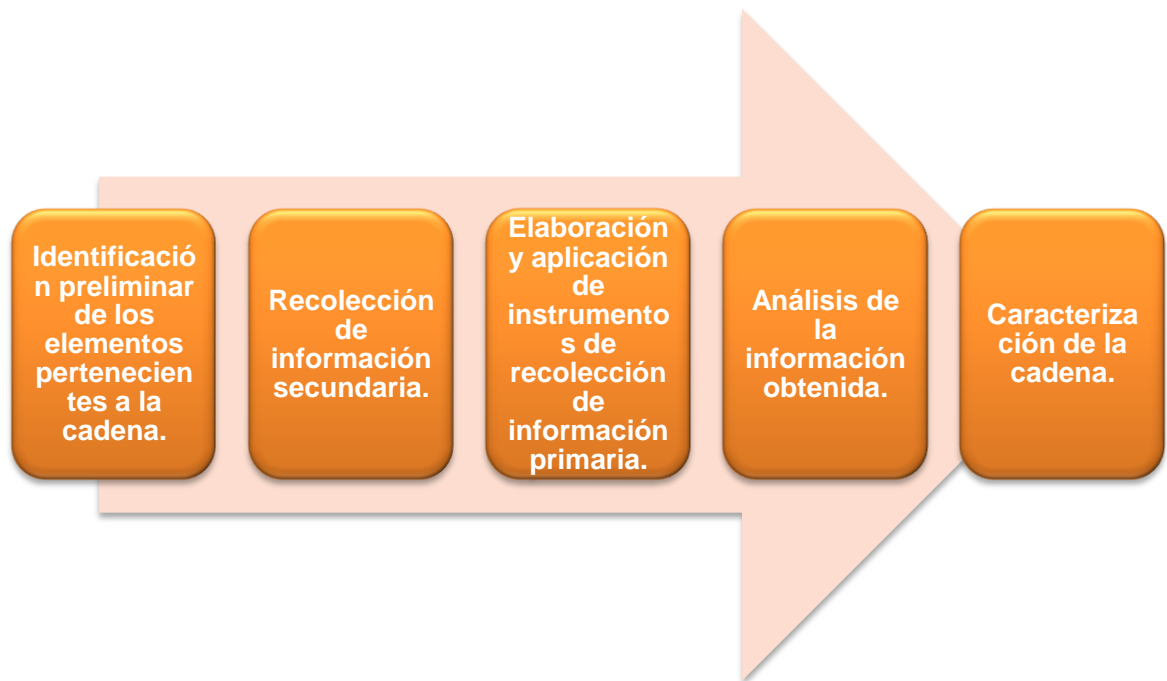 Identificació
n preliminar
de los
elementos
pertenecien
tes a la
cadena.
Recolección
de
información
secundaria.
Elaboración
y aplicación
de
instrumento
s de
recolección
de
información
primaria.
Análisis de
la
información
obtenida.
Caracteriza
ción de la
cadena.